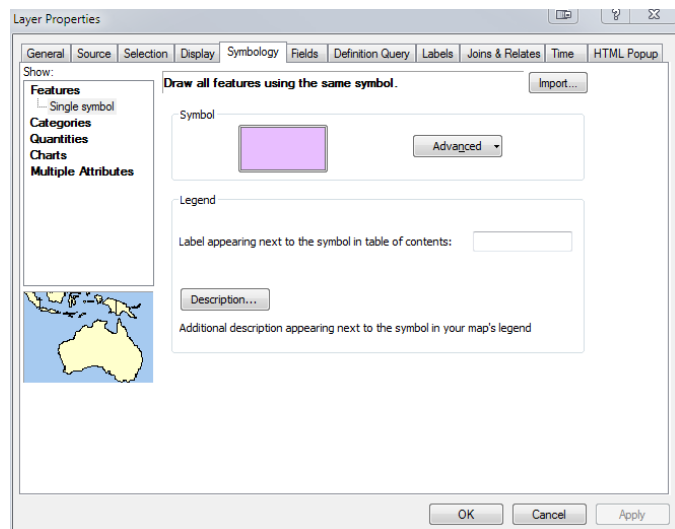 Layer Properties
General Source Selection Display Symbology Fields Definition Query Labels Joins & Relates Time HTML Popup
Show:
Features
Single symbol
Categories
Quantities
Charts
Multiple Attributes
Draw all features using the same symbol.
Import...
Symbol
Advanced
Legend
Label appearing next to the symbol in table of contents:
Description...
Additional description appearing next to the symbol in your map's legend
OK Cancel Apply